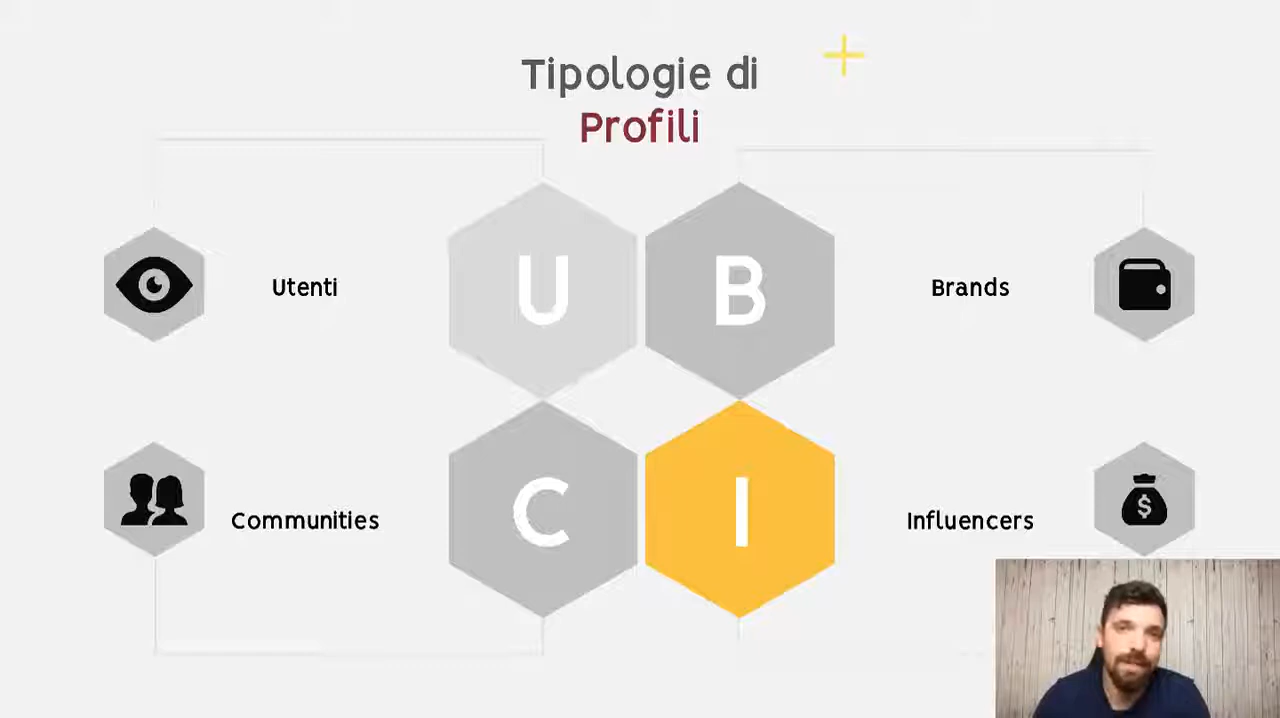 Tipologie di
Profili
Utenti
U
B
Brands
Communities
C
I
Influencers
$